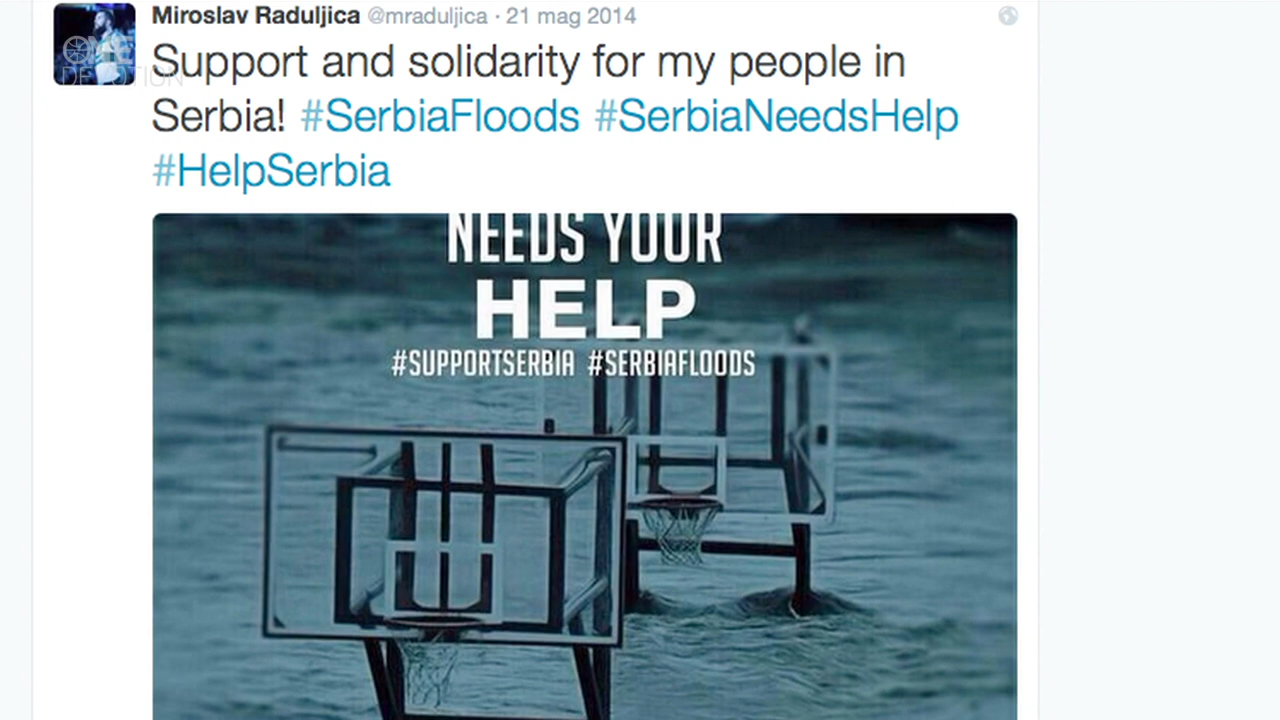 Miroslav Raduljica @mraduljica · 21 mag 2014
Support and solidarity for my people in
Serbia! #SerbiaFloods #SerbiaNeedsHelp
#HelpSerbia
NEEDS YOUR
HELP
#SUPPORTSERBIA #SERBIAFLOODS
DEVOTION